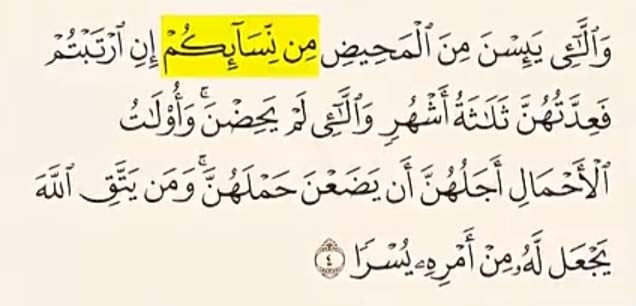 وَٱلَّـٰٓـِٔى يَئِسْنَ مِنَ ٱلْمَحِيضِ مِن نِّسَآئِكُمْ إِنِ ٱرْتَبْتُمْ
فَعِدَّتُهُنَّ ثَلَـٰثَةُ أَشْهُرٍ وَٱلَّـٰٓـِٔى لَمْ يَحِضْنَ ۚ وَأُو۟لَـٰتُ
ٱلْأَحْمَالِ أَجَلُهُنَّ أَن يَضَعْنَ حَمْلَهُنَّ ۚ وَمَن يَتَّقِ ٱللَّهَ
يَجْعَل لَّهُۥ مِنْ أَمْرِهِۦ يُسْرًا ٤